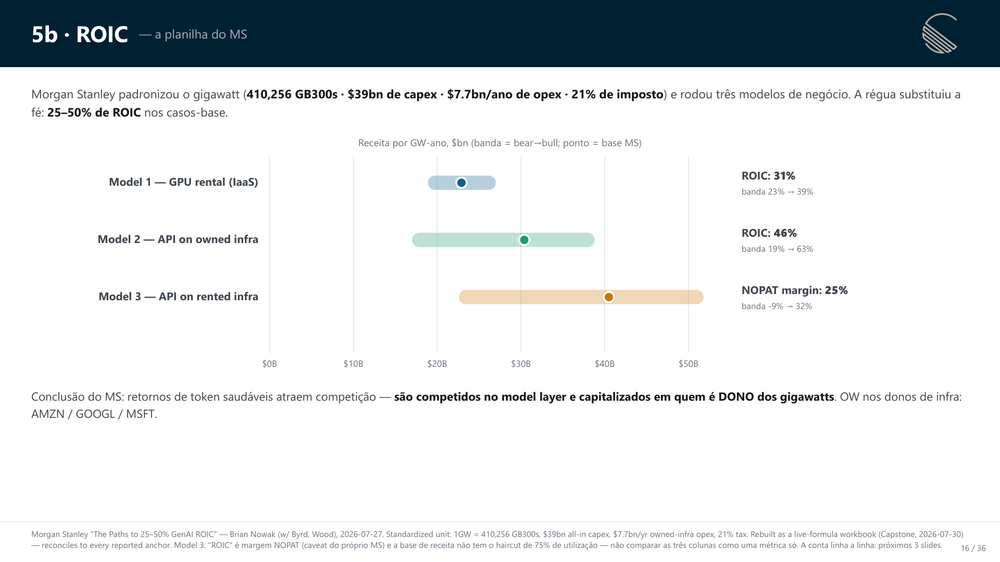 5b · ROIC — a planilha do MS
Morgan Stanley padronizou o gigawatt (410,256 GB300s · $39bn de capex · $7.7bn/ano de opex · 21% de imposto) e rodou três modelos de negócio. A régua substituiu a
fé: 25–50% de ROIC nos casos-base.
Receita por GW-ano, $bn (banda = bear→bull; ponto = base MS)
Model 1 — GPU rental (IaaS)
ROIC: 31%
banda 23% → 39%
Model 2 — API on owned infra
ROIC: 46%
banda 19% → 63%
Model 3 — API on rented infra
NOPAT margin: 25%
banda -9% → 32%
$0B $10B $20B $30B $40B $50B
Conclusão do MS: retornos de token saudáveis atraem competição — são competidos no model layer e capitalizados em quem é DONO dos gigawatts. OW nos donos de infra:
AMZN / GOOGL / MSFT.
Morgan Stanley "The Paths to 25–50% GenAI ROIC" — Brian Nowak (w/ Byrd, Wood), 2026-07-27. Standardized unit: 1GW = 410,256 GB300s, $39bn all-in capex, $7.7bn/yr owned-infra opex, 21% tax. Rebuilt as a live-formula workbook (Capstone, 2026-07-30)
— reconciles to every reported anchor. Model 3: "ROIC" é margem NOPAT (caveat do próprio MS) e a base de receita não tem o haircut de 75% de utilização — não comparar as três colunas como uma métrica só. A conta linha a linha: próximos 3 slides.
16 / 36